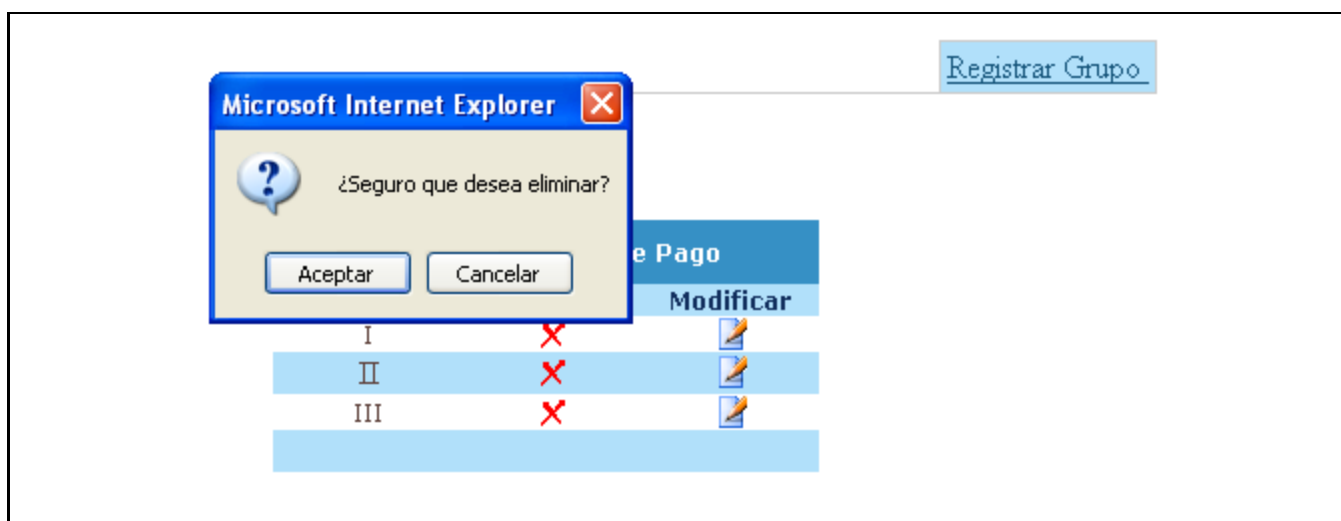 Registrar Grupo
Microsoft Internet Explorer
¿Seguro que desea eliminar?
Aceptar Cancelar
e Pago
Modificar
I
II
III